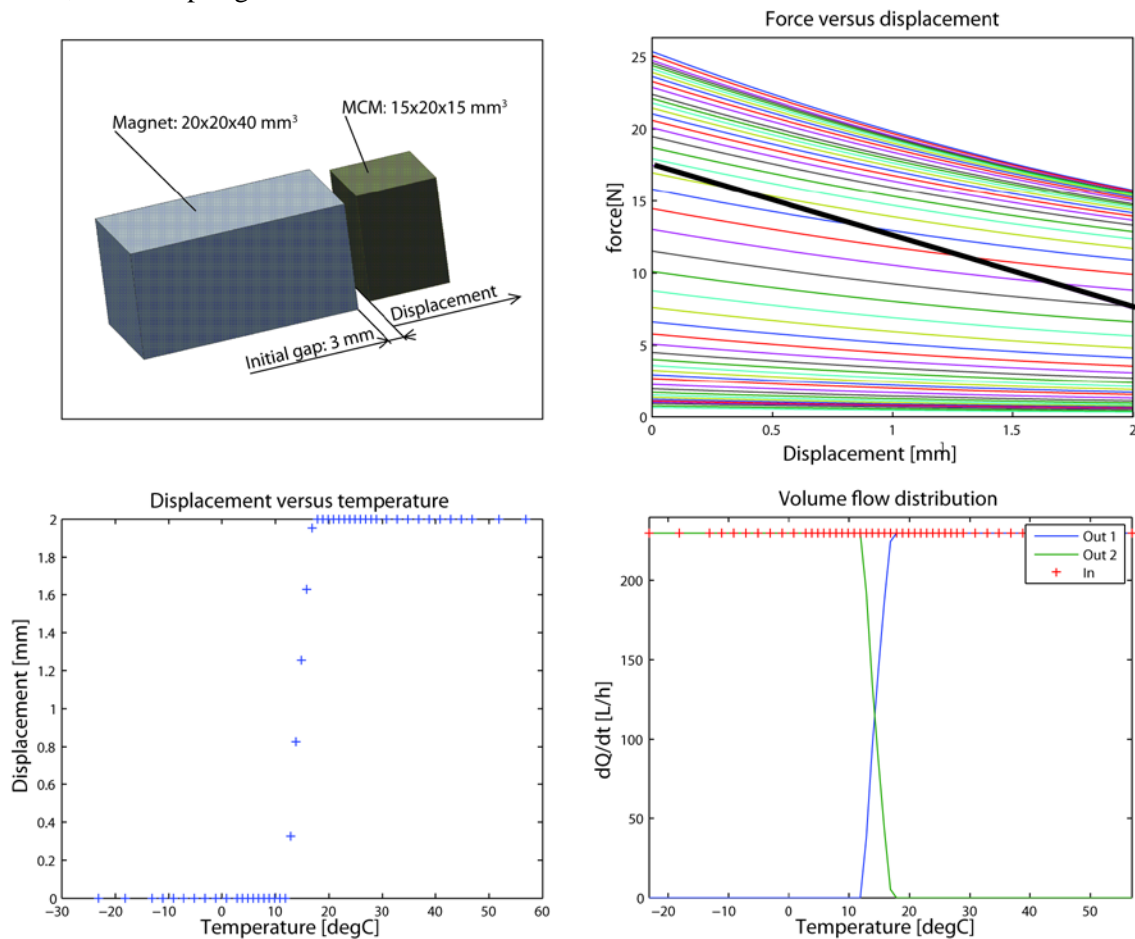 Force versus displacement
Magnet: 20x20x40 mm³
MCM: 15x20x15 mm³
Initial gap: 3 mm
Displacement
force[N]
25
20
15
10
5
0
0 0.5 1 1.5 2
Displacement [mm]
Displacement versus temperature
Displacement [mm]
2
1.8
1.6
1.4
1.2
1
0.8
0.6
0.4
0.2
0
-30 -20 -10 0 10 20 30 40 50 60
Temperature [degC]
Volume flow distribution
Out 1
Out 2
In
dQ/dt [L/h]
200
150
100
50
0
-20 -10 0 10 20 30 40 50
Temperature [degC]